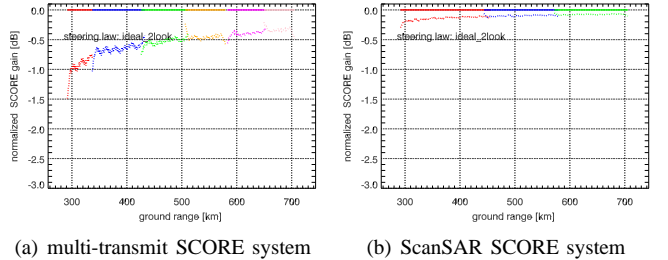 0.0
-0.5
-1.0
-1.5
-2.0
-2.5
-3.0
normalized SCORE gain [dB]
steering law: ideal_2look
300 400 500 600 700
ground range [km]
(a) multi-transmit SCORE system
0.0
-0.5
-1.0
-1.5
-2.0
-2.5
-3.0
normalized SCORE gain [dB]
steering law: ideal_2look
300 400 500 600 700
ground range [km]
(b) ScanSAR SCORE system